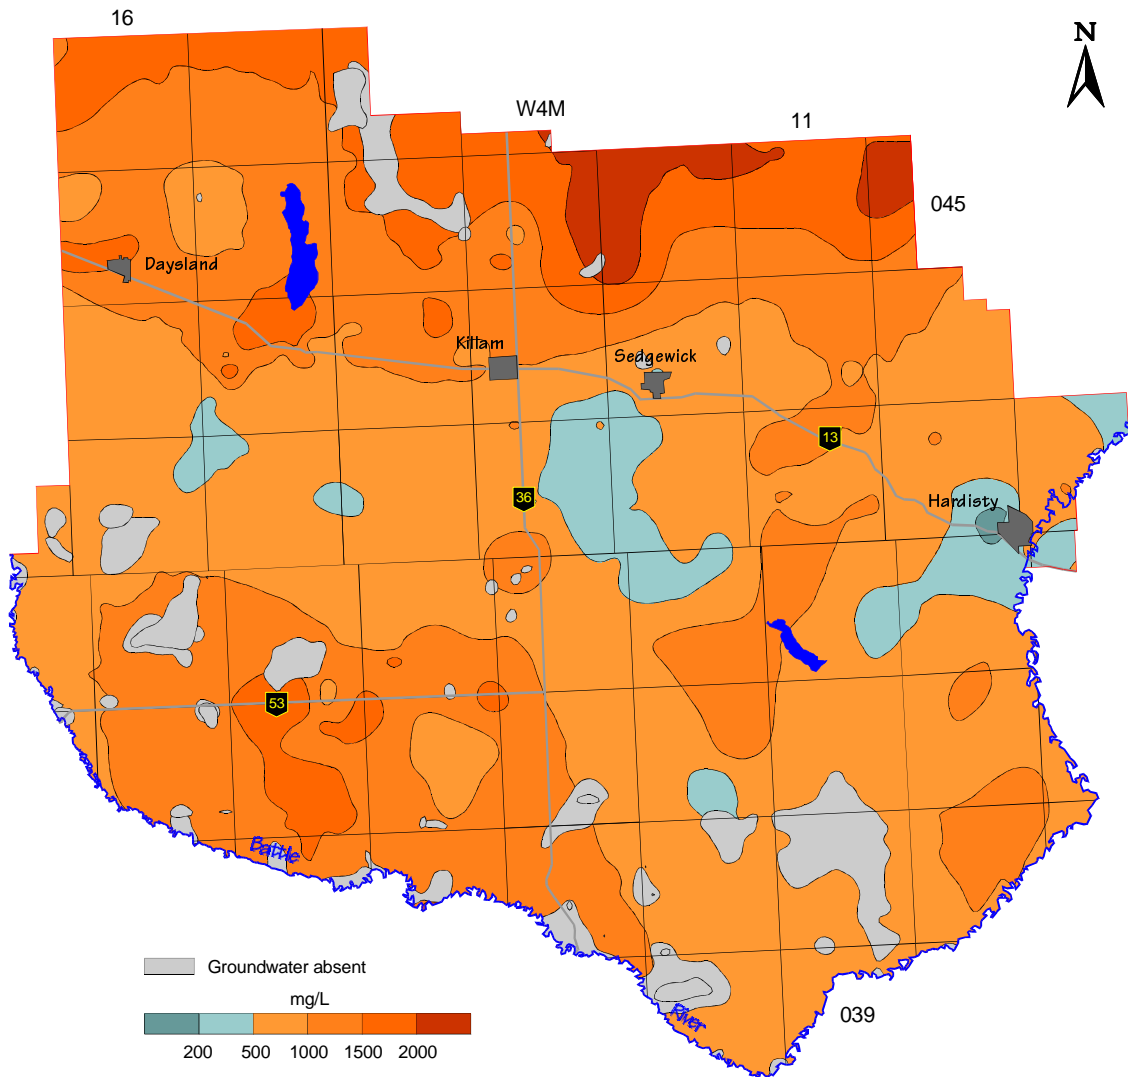 16
N
W4M
11
045
Daysland
Killam
Sedgewick
13
36
Hardisty
53
Battle
Groundwater absent
mg/L
200 500 1000 1500 2000
River
039